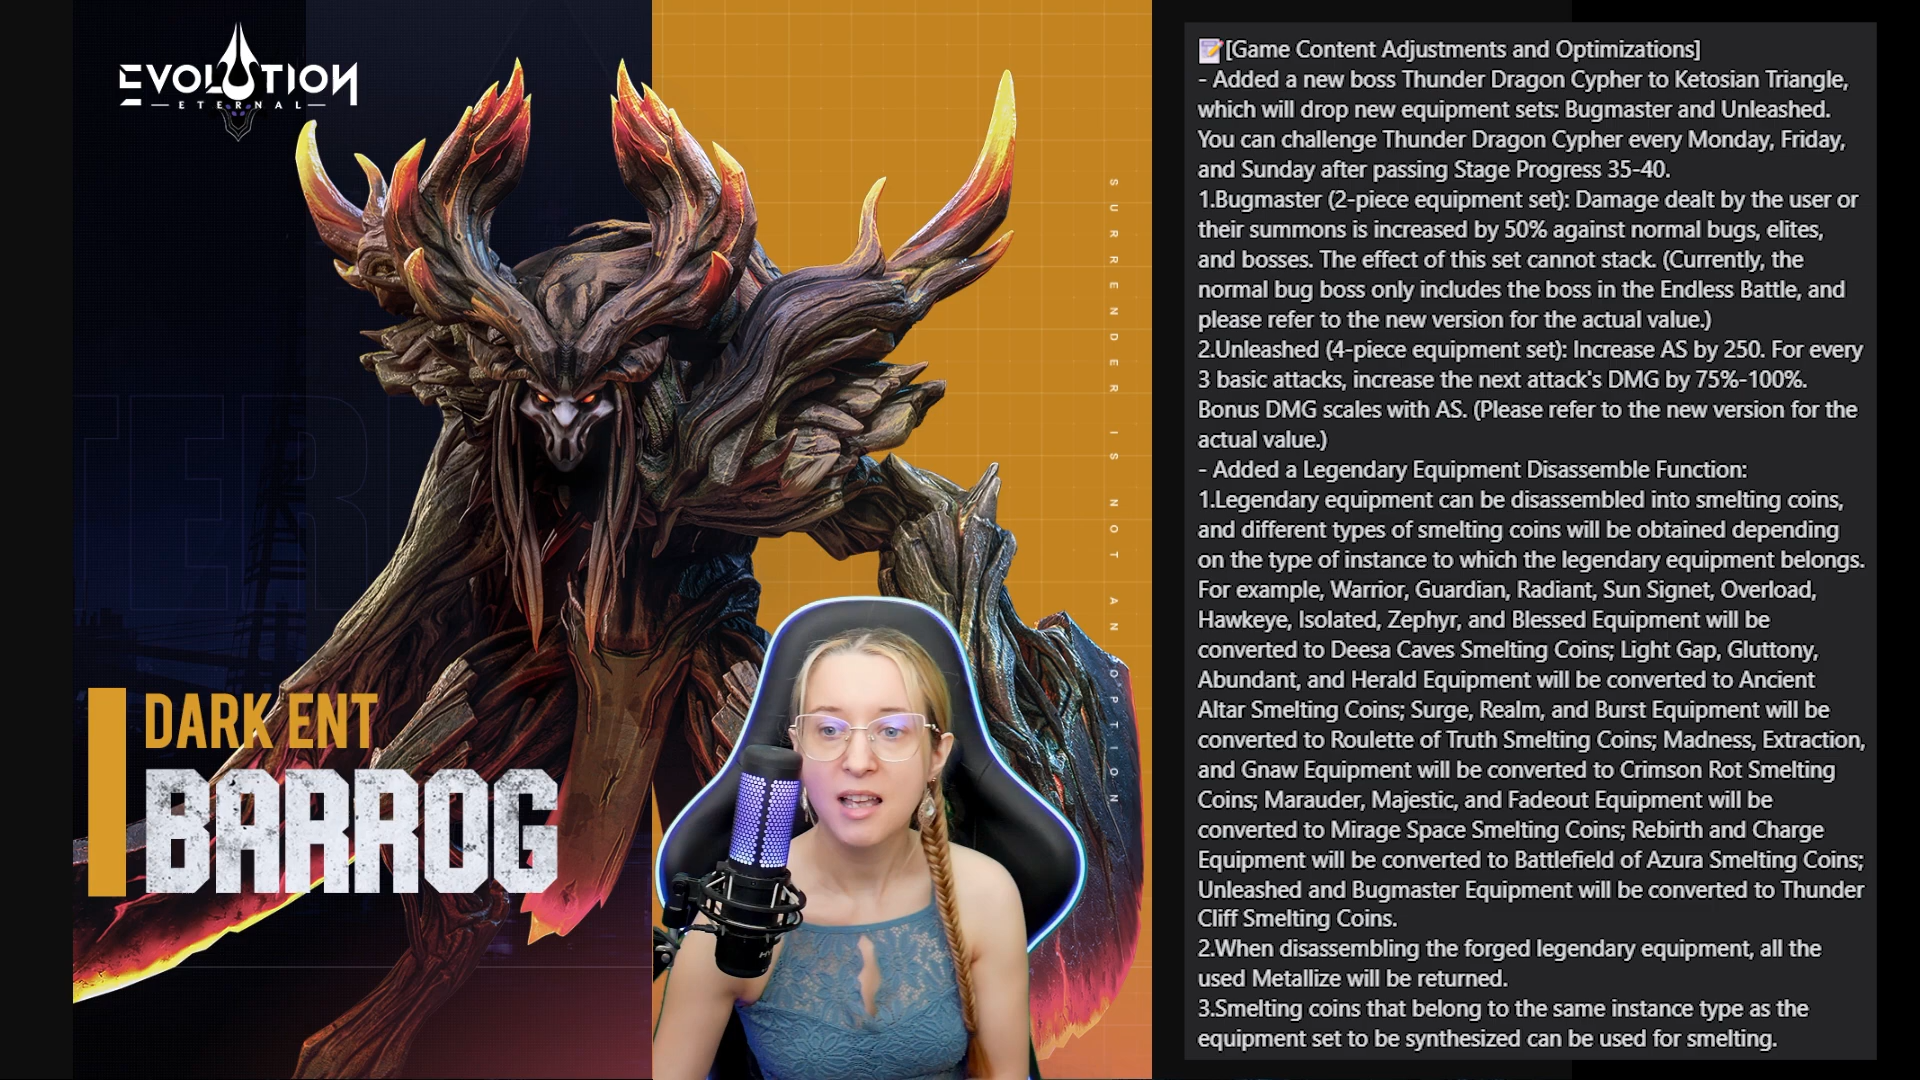 EVOLUTION
ETERNAL
SURRENDER IS NOT AN OPTION
DARK ENT
BARROG
[Game Content Adjustments and Optimizations]
- Added a new boss Thunder Dragon Cypher to Ketosian Triangle,
which will drop new equipment sets: Bugmaster and Unleashed.
You can challenge Thunder Dragon Cypher every Monday, Friday,
and Sunday after passing Stage Progress 35-40.
1.Bugmaster (2-piece equipment set): Damage dealt by the user or
their summons is increased by 50% against normal bugs, elites,
and bosses. The effect of this set cannot stack. (Currently, the
normal bug boss only includes the boss in the Endless Battle, and
please refer to the new version for the actual value.)
2.Unleashed (4-piece equipment set): Increase AS by 250. For every
3 basic attacks, increase the next attack's DMG by 75%-100%.
Bonus DMG scales with AS. (Please refer to the new version for the
actual value.)
- Added a Legendary Equipment Disassemble Function:
1.Legendary equipment can be disassembled into smelting coins,
and different types of smelting coins will be obtained depending
on the type of instance to which the legendary equipment belongs.
For example, Warrior, Guardian, Radiant, Sun Signet, Overload,
Hawkeye, Isolated, Zephyr, and Blessed Equipment will be
converted to Deesa Caves Smelting Coins; Light Gap, Gluttony,
Abundant, and Herald Equipment will be converted to Ancient
Altar Smelting Coins; Surge, Realm, and Burst Equipment will be
converted to Roulette of Truth Smelting Coins; Madness, Extraction,
and Gnaw Equipment will be converted to Crimson Rot Smelting
Coins; Marauder, Majestic, and Fadeout Equipment will be
converted to Mirage Space Smelting Coins; Rebirth and Charge
Equipment will be converted to Battlefield of Azura Smelting Coins;
Unleashed and Bugmaster Equipment will be converted to Thunder
Cliff Smelting Coins.
2.When disassembling the forged legendary equipment, all the
used Metallize will be returned.
3.Smelting coins that belong to the same instance type as the
equipment set to be synthesized can be used for smelting.